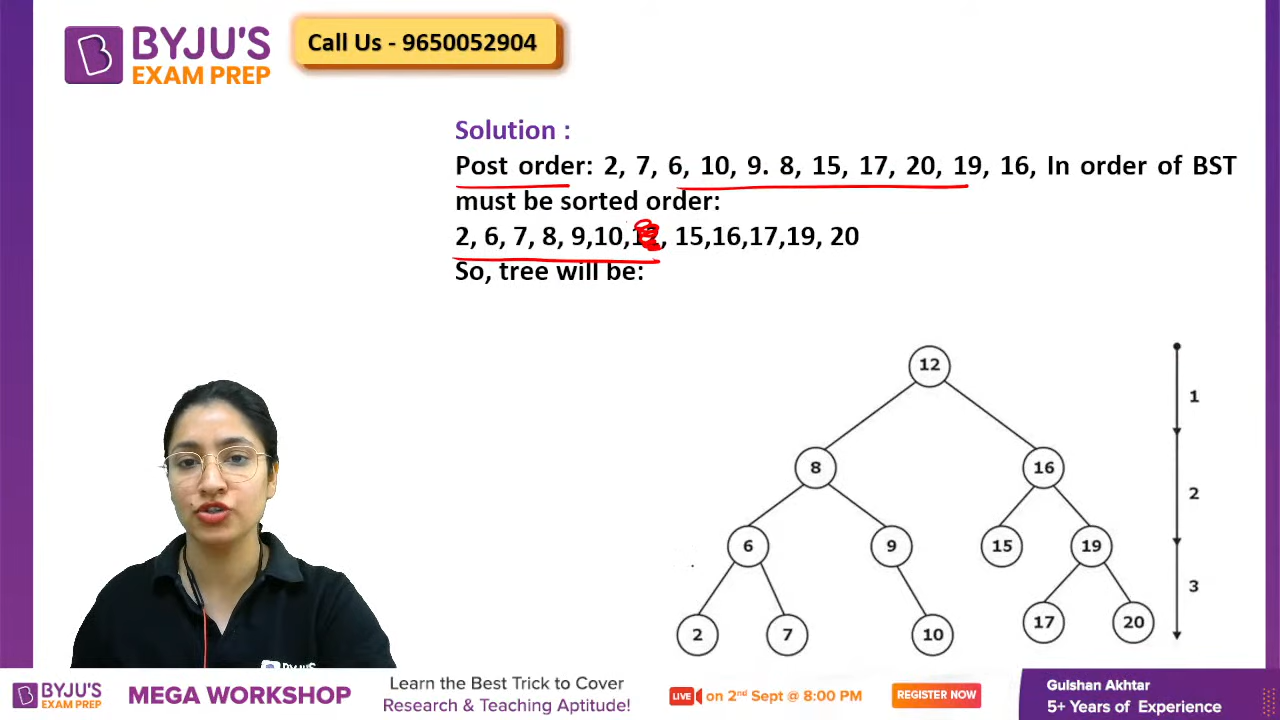 BYJU'S
EXAM PREP
Call Us - 9650052904
Solution :
Post order: 2, 7, 6, 10, 9. 8, 15, 17, 20, 19, 16, In order of BST
must be sorted order:
2, 6, 7, 8, 9,10,12, 15,16,17,19, 20
So, tree will be:
12
1
8
16
2
6
9
15
19
3
2
7
10
17
20
BYJU'S
EXAM PREP
MEGA WORKSHOP
Learn the Best Trick to Cover
Research & Teaching Aptitude!
LIVE
on 2nd Sept @ 8:00 PM
REGISTER NOW
Gulshan Akhtar
5+ Years of Experience